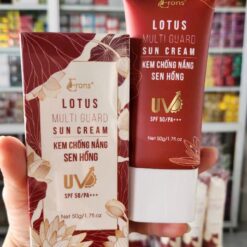 Erons®
LOTUS
MULTI GUARD
SUN CREAM
KEM CHỐNG NẮNG
SEN HỒNG
UV
SPF 50/PA+++
Net 50g/1.75 oz
LOTUS
MULTI GUARD
SUN CREAM
KEM CHỐNG NẮNG
SEN HỒNG
UV
SPF 50/PA+++
Net 50g/1.75 oz